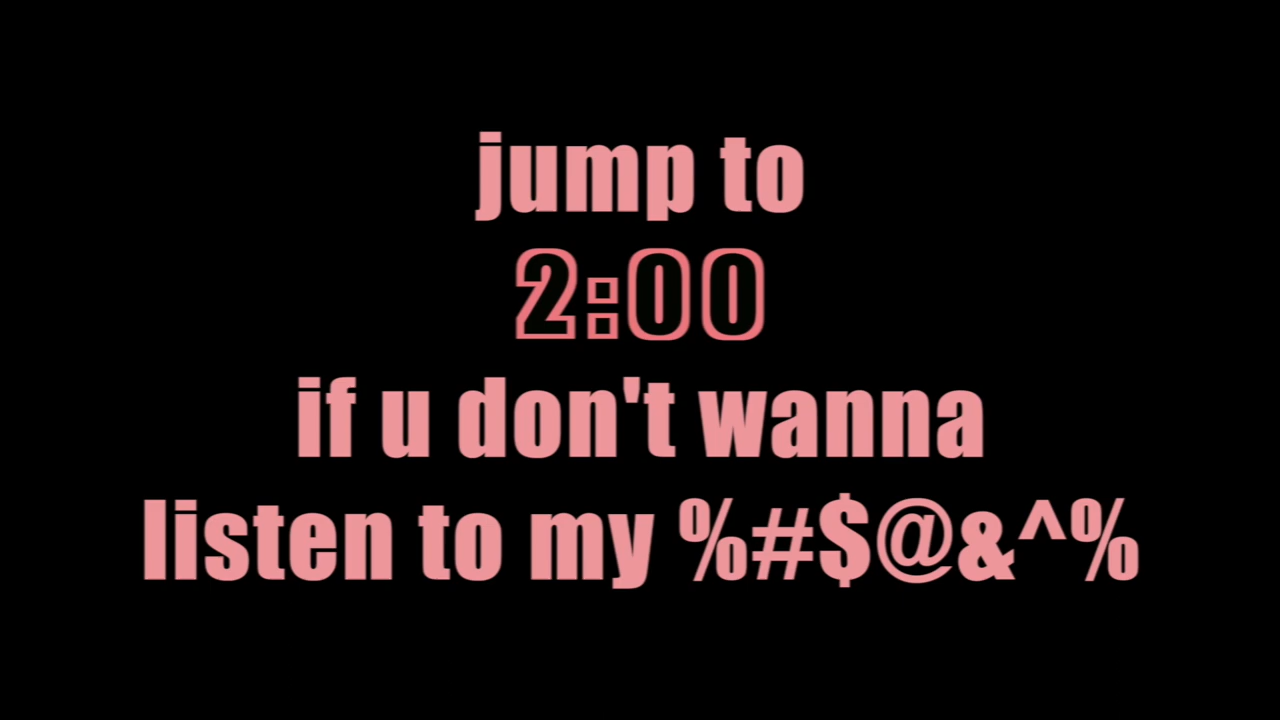 jump to
2:00
if u don't wanna
listen to my %#$@&^%